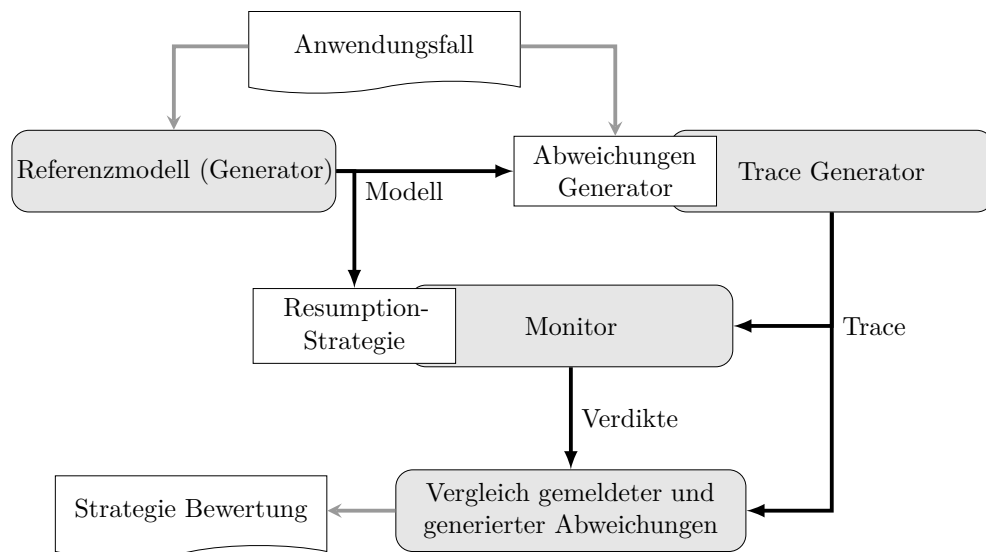 Anwendungsfall
Referenzmodell (Generator)
Modell
Abweichungen
Generator
Trace Generator
Resumption-
Strategie
Monitor
Trace
Verdikte
Strategie Bewertung
Vergleich gemeldeter und
generierter Abweichungen